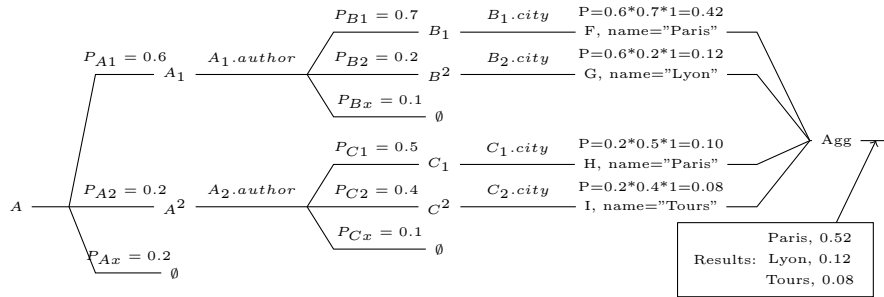 P_{B1} = 0.7 B_1.city P=0.6*0.7*1=0.42
B_1 F, name="Paris"
P_{A1} = 0.6 A_1.author P_{B2} = 0.2 B_2.city P=0.6*0.2*1=0.12
A_1 B^2 G, name="Lyon"
P_{Bx} = 0.1
∅
P_{C1} = 0.5 C_1.city P=0.2*0.5*1=0.10
C_1 H, name="Paris" Agg
P_{A2} = 0.2 A_2.author P_{C2} = 0.4 C_2.city P=0.2*0.4*1=0.08
A A^2 C^2 I, name="Tours"
P_{Cx} = 0.1
∅
P_{Ax} = 0.2
∅
Paris, 0.52
Results: Lyon, 0.12
Tours, 0.08